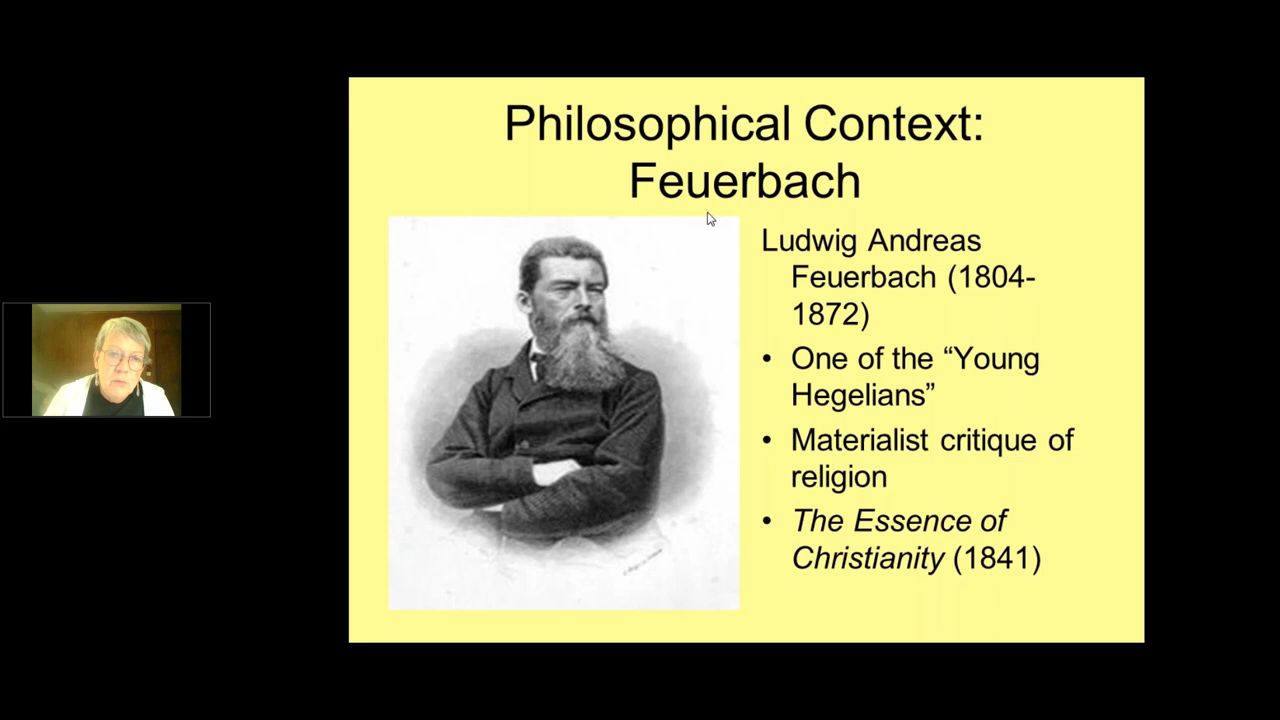 Philosophical Context:
Feuerbach
Ludwig Andreas
Feuerbach (1804-
1872)
• One of the “Young
Hegelians”
• Materialist critique of
religion
• The Essence of
Christianity (1841)